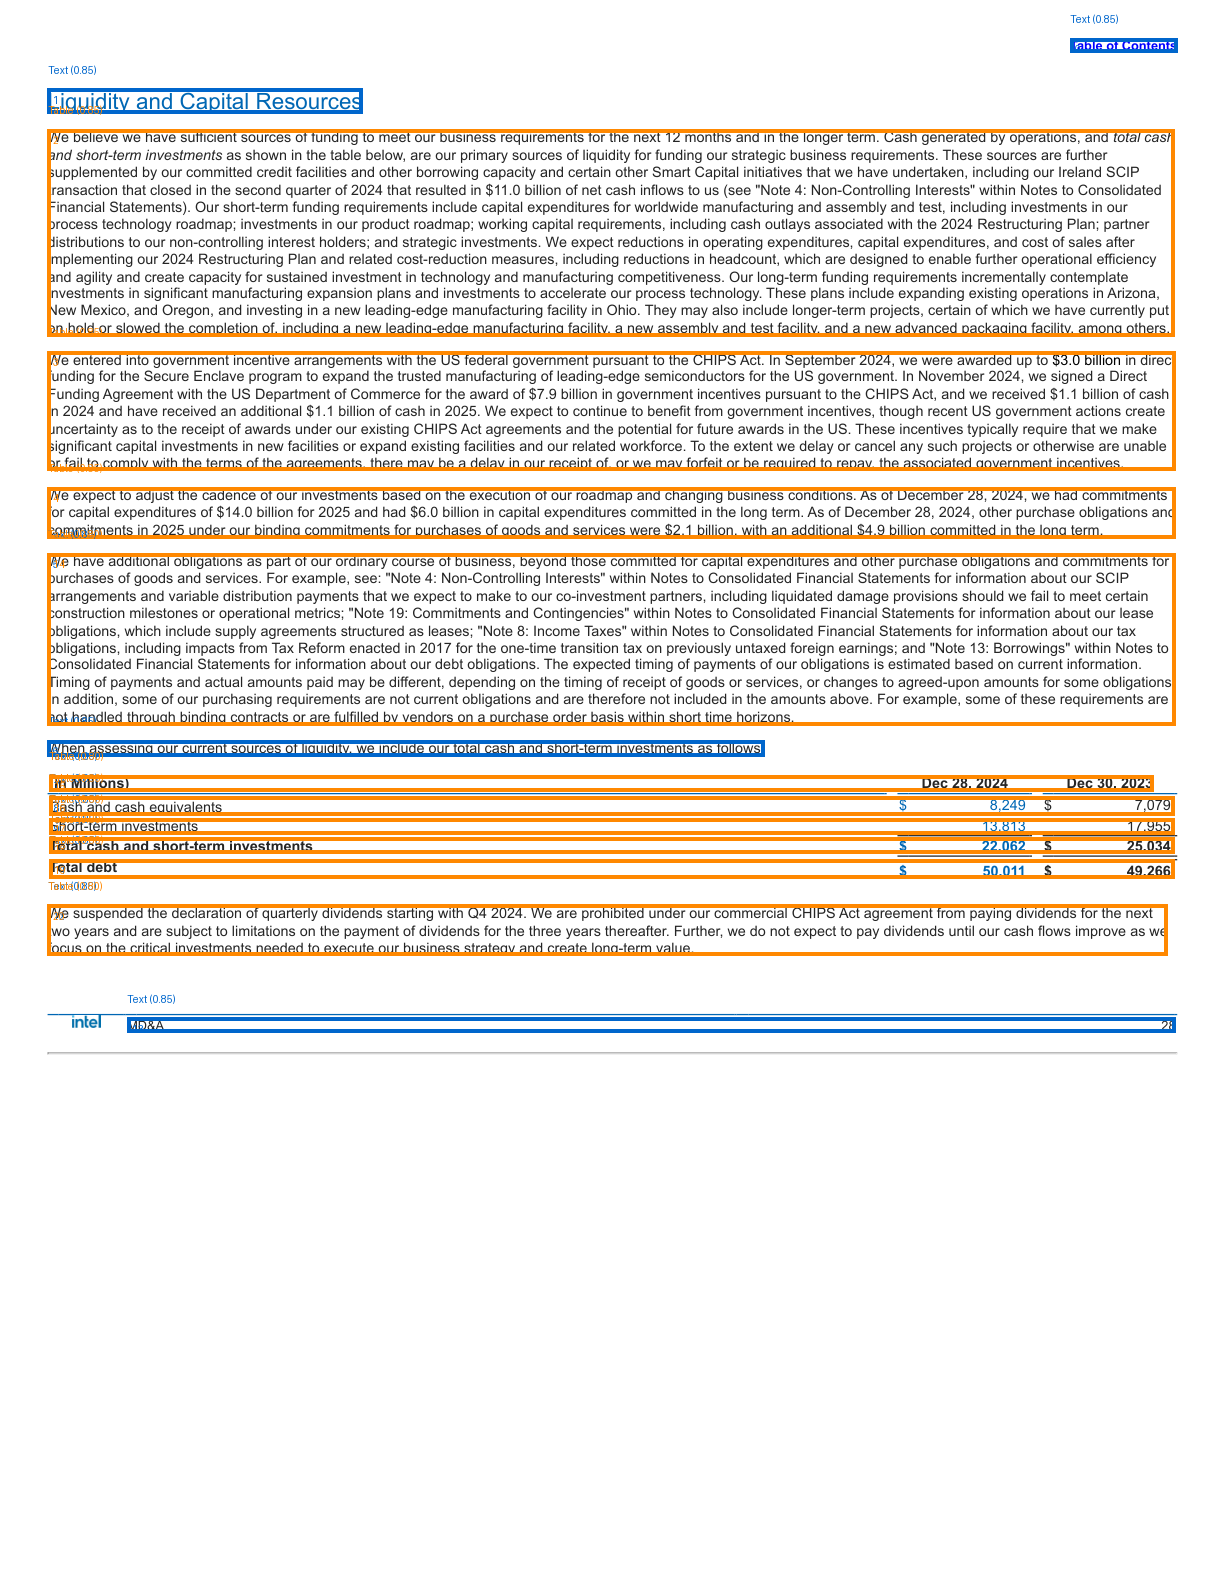 Text (0.85)
Table of Contents
Text (0.85)
Liquidity and Capital Resources
We believe we have sufficient sources of funding to meet our business requirements for the next 12 months and in the longer term. Cash generated by operations, and total cash
and short-term investments as shown in the table below, are our primary sources of liquidity for funding our strategic business requirements. These sources are further
supplemented by our committed credit facilities and other borrowing capacity and certain other Smart Capital initiatives that we have undertaken, including our Ireland SCIP
transaction that closed in the second quarter of 2024 that resulted in $11.0 billion of net cash inflows to us (see "Note 4: Non-Controlling Interests" within Notes to Consolidated
Financial Statements). Our short-term funding requirements include capital expenditures for worldwide manufacturing and assembly and test, including investments in our
process technology roadmap; investments in our product roadmap; working capital requirements, including cash outlays associated with the 2024 Restructuring Plan; partner
distributions to our non-controlling interest holders; and strategic investments. We expect reductions in operating expenditures, capital expenditures, and cost of sales after
implementing our 2024 Restructuring Plan and related cost-reduction measures, including reductions in headcount, which are designed to enable further operational efficiency
and agility and create capacity for sustained investment in technology and manufacturing competitiveness. Our long-term funding requirements incrementally contemplate
investments in significant manufacturing expansion plans and investments to accelerate our process technology. These plans include expanding existing operations in Arizona,
New Mexico, and Oregon, and investing in a new leading-edge manufacturing facility in Ohio. They may also include longer-term projects, certain of which we have currently put
on hold or slowed the completion of, including a new leading-edge manufacturing facility, a new assembly and test facility, and a new advanced packaging facility, among others.
We entered into government incentive arrangements with the US federal government pursuant to the CHIPS Act. In September 2024, we were awarded up to $3.0 billion in direct
funding for the Secure Enclave program to expand the trusted manufacturing of leading-edge semiconductors for the US government. In November 2024, we signed a Direct
Funding Agreement with the US Department of Commerce for the award of $7.9 billion in government incentives pursuant to the CHIPS Act, and we received $1.1 billion of cash
in 2024 and have received an additional $1.1 billion of cash in 2025. We expect to continue to benefit from government incentives, though recent US government actions create
uncertainty as to the receipt of awards under our existing CHIPS Act agreements and the potential for future awards in the US. These incentives typically require that we make
significant capital investments in new facilities or expand existing facilities and our related workforce. To the extent we delay or cancel any such projects or otherwise are unable
or fail to comply with the terms of the agreements, there may be a delay in our receipt of, or we may forfeit or be required to repay, the associated government incentives.
We expect to adjust the cadence of our investments based on the execution of our roadmap and changing business conditions. As of December 28, 2024, we had commitments
for capital expenditures of $14.0 billion for 2025 and had $6.0 billion in capital expenditures committed in the long term. As of December 28, 2024, other purchase obligations and
commitments in 2025 under our binding commitments for purchases of goods and services were $2.1 billion, with an additional $4.9 billion committed in the long term.
We have additional obligations as part of our ordinary course of business, beyond those committed for capital expenditures and other purchase obligations and commitments for
purchases of goods and services. For example, see: "Note 4: Non-Controlling Interests" within Notes to Consolidated Financial Statements for information about our SCIP
arrangements and variable distribution payments that we expect to make to our co-investment partners, including liquidated damage provisions should we fail to meet certain
construction milestones or operational metrics; "Note 19: Commitments and Contingencies" within Notes to Consolidated Financial Statements for information about our lease
obligations, which include supply agreements structured as leases; "Note 8: Income Taxes" within Notes to Consolidated Financial Statements for information about our tax
obligations, including impacts from Tax Reform enacted in 2017 for the one-time transition tax on previously untaxed foreign earnings; and "Note 13: Borrowings" within Notes to
Consolidated Financial Statements for information about our debt obligations. The expected timing of payments of our obligations is estimated based on current information.
Timing of payments and actual amounts paid may be different, depending on the timing of receipt of goods or services, or changes to agreed-upon amounts for some obligations.
In addition, some of our purchasing requirements are not current obligations and are therefore not included in the amounts above. For example, some of these requirements are
not handled through binding contracts or are fulfilled by vendors on a purchase order basis within short time horizons.
When assessing our current sources of liquidity, we include our total cash and short-term investments as follows
(In Millions) Dec 28, 2024 Dec 30, 2023
Cash and cash equivalents $ 8,249 $ 7,079
Short-term investments 13,813 17,955
Total cash and short-term investments $ 22,062 $ 25,034
Total debt $ 50,011 $ 49,266
We suspended the declaration of quarterly dividends starting with Q4 2024. We are prohibited under our commercial CHIPS Act agreement from paying dividends for the next
two years and are subject to limitations on the payment of dividends for the three years thereafter. Further, we do not expect to pay dividends until our cash flows improve as we
focus on the critical investments needed to execute our business strategy and create long-term value.
Text (0.85)
intel MD&A 28